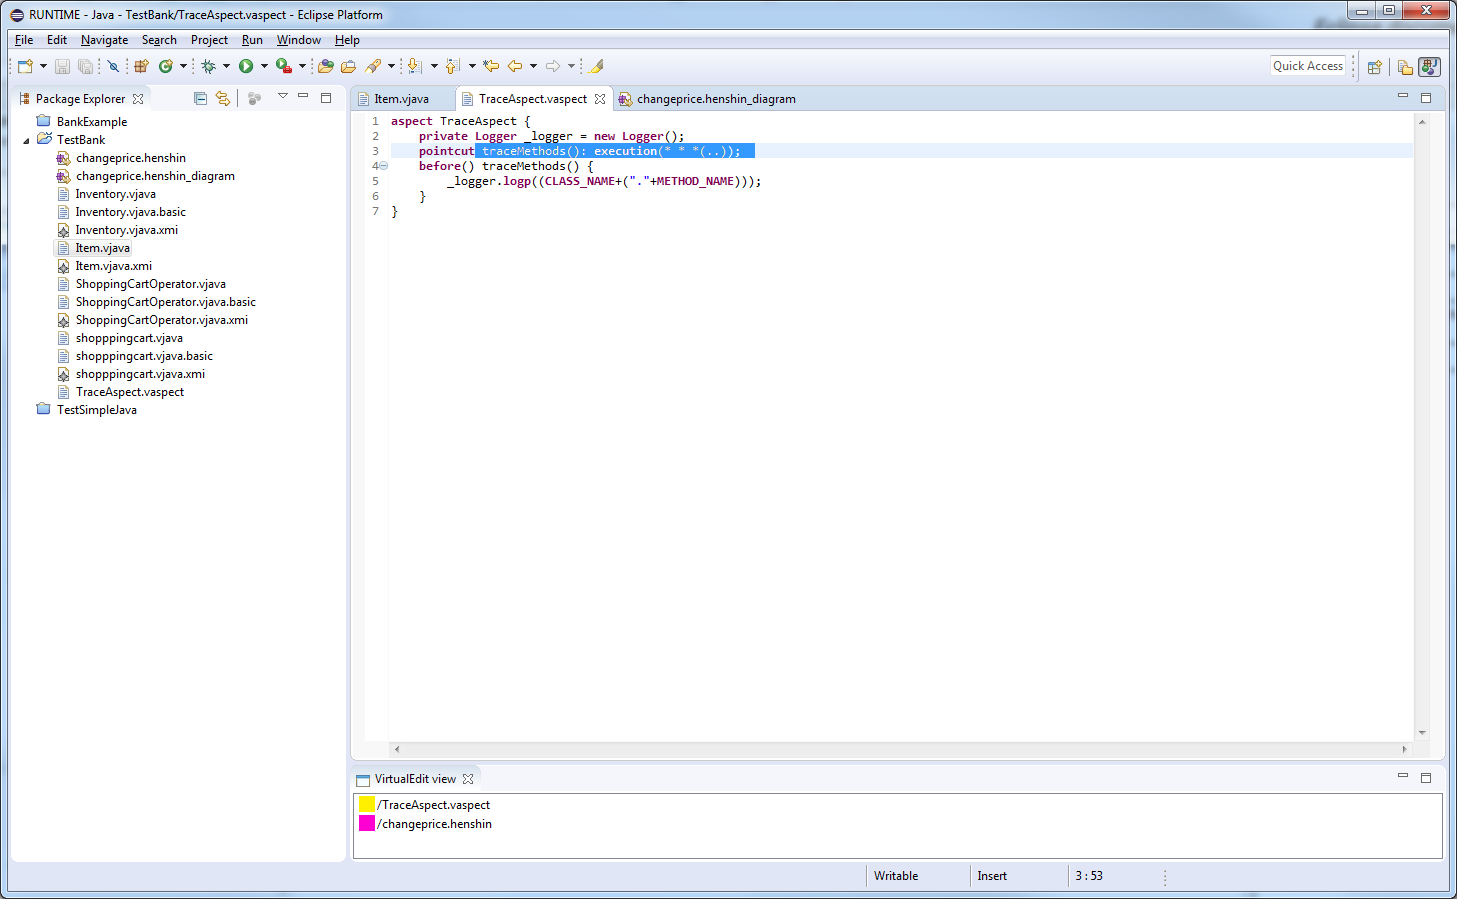 RUNTIME - Java - TestBank/TraceAspect.vaspect - Eclipse Platform
File Edit Navigate Search Project Run Window Help
Quick Access
Package Explorer
BankExample
TestBank
changeprice.henshin
changeprice.henshin_diagram
Inventory.vjava
Inventory.vjava.basic
Inventory.vjava.xmi
Item.vjava
Item.vjava.xmi
ShoppingCartOperator.vjava
ShoppingCartOperator.vjava.basic
ShoppingCartOperator.vjava.xmi
shopppingcart.vjava
shopppingcart.vjava.basic
shopppingcart.vjava.xmi
TraceAspect.vaspect
TestSimpleJava
Item.vjava TraceAspect.vaspect changeprice.henshin_diagram
1 aspect TraceAspect {
2 private Logger _logger = new Logger();
3 pointcut traceMethods(): execution(* * *(..));
4 before() traceMethods() {
5 _logger.logp((CLASS_NAME+("."+METHOD_NAME)));
6 }
7 }
VirtualEdit view
/TraceAspect.vaspect
/changeprice.henshin
Writable Insert 3 : 53